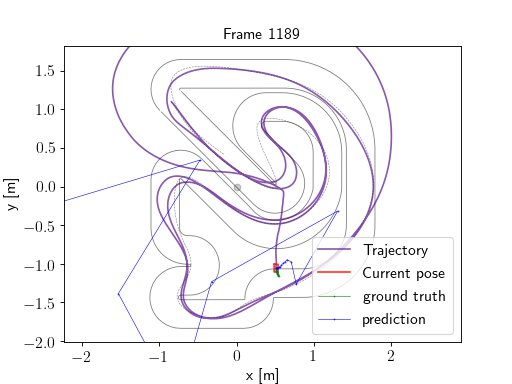 Frame 1189
1.5
1.0
0.5
0.0
−0.5
−1.0
−1.5
−2.0
y [m]
−2
−1
0
1
2
x [m]
Trajectory
Current pose
ground truth
prediction